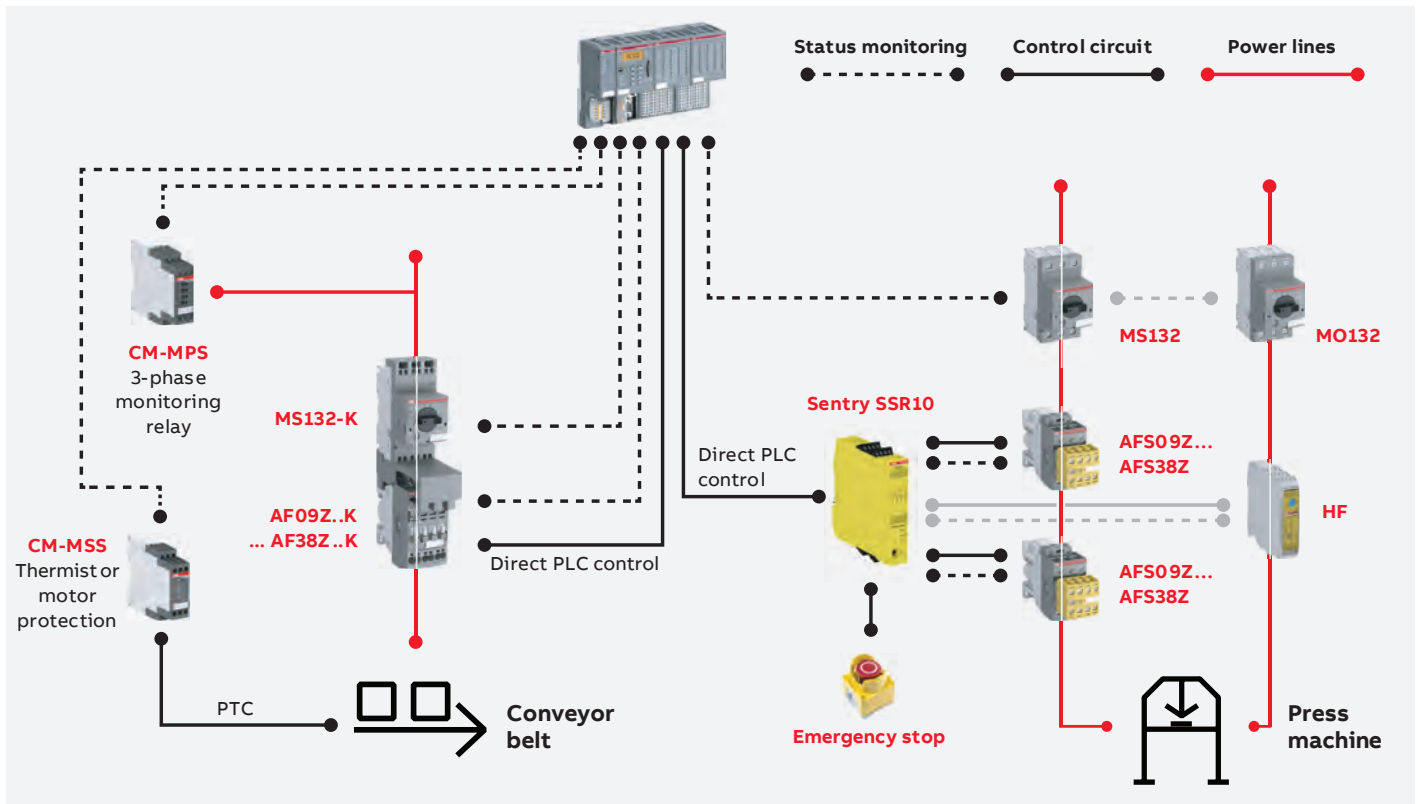 Status monitoring
Control circuit
Power lines
CM-MPS
3-phase
monitoring
relay
MS132-K
AF09Z..K
... AF38Z..K
Direct PLC control
CM-MSS
Thermistor
motor
protection
PTC
Conveyor
belt
MS132
MO132
Sentry SSR10
Direct PLC
control
AFS09Z...
AFS38Z
HF
AFS09Z...
AFS38Z
Emergency stop
Press
machine